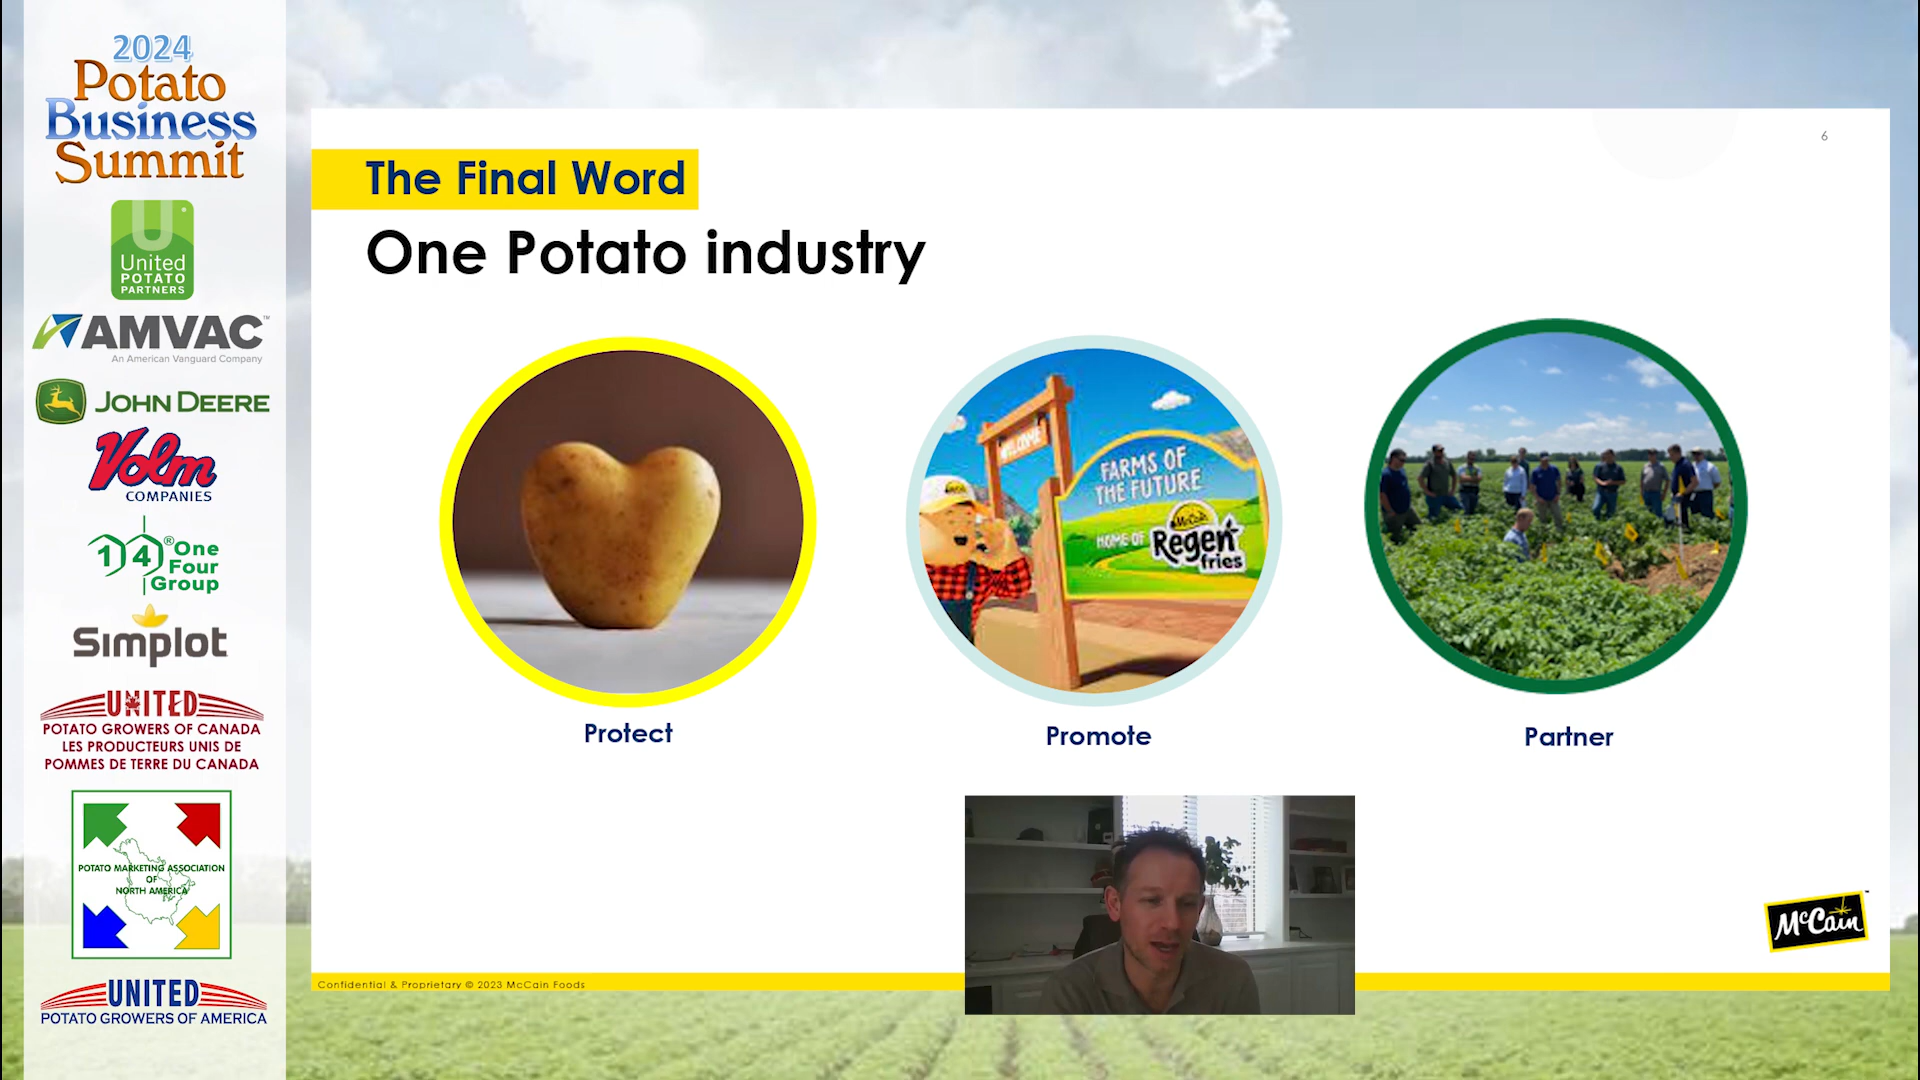 2024
Potato
Business
Summit
U
United
POTATO
PARTNERS
AMVAC™
An American Vanguard Company
JOHN DEERE
Volm
COMPANIES
14® One
Four
Group
Simplot
UNITED
POTATO GROWERS OF CANADA
LES PRODUCTEURS UNIS DE
POMMES DE TERRE DU CANADA
POTATO MARKETING ASSOCIATION
OF
NORTH AMERICA
UNITED
POTATO GROWERS OF AMERICA
6
The Final Word
One Potato industry
WELCOME
FARMS OF
THE FUTURE
HOME OF
McCain
Regen
fries
Protect
Promote
Partner
McCain
Confidential & Proprietary © 2023 McCain Foods